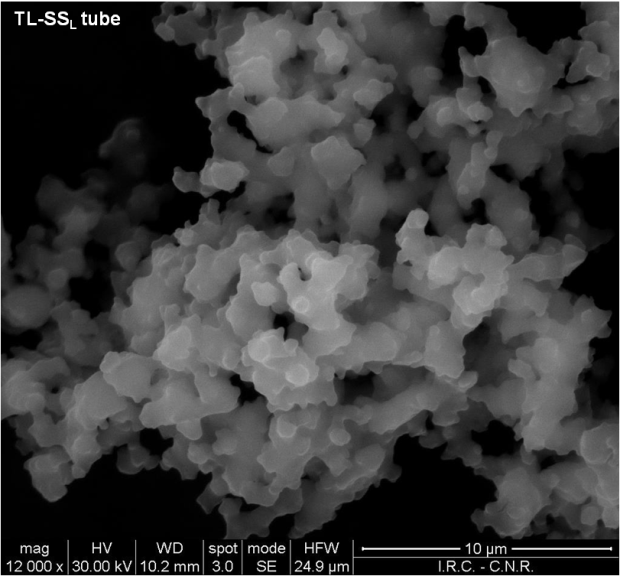 TL-SSL tube
mag HV WD spot mode HFW 10 µm
12 000 x 30.00 kV 10.2 mm 3.0 SE 24.9 µm I.R.C. - C.N.R.